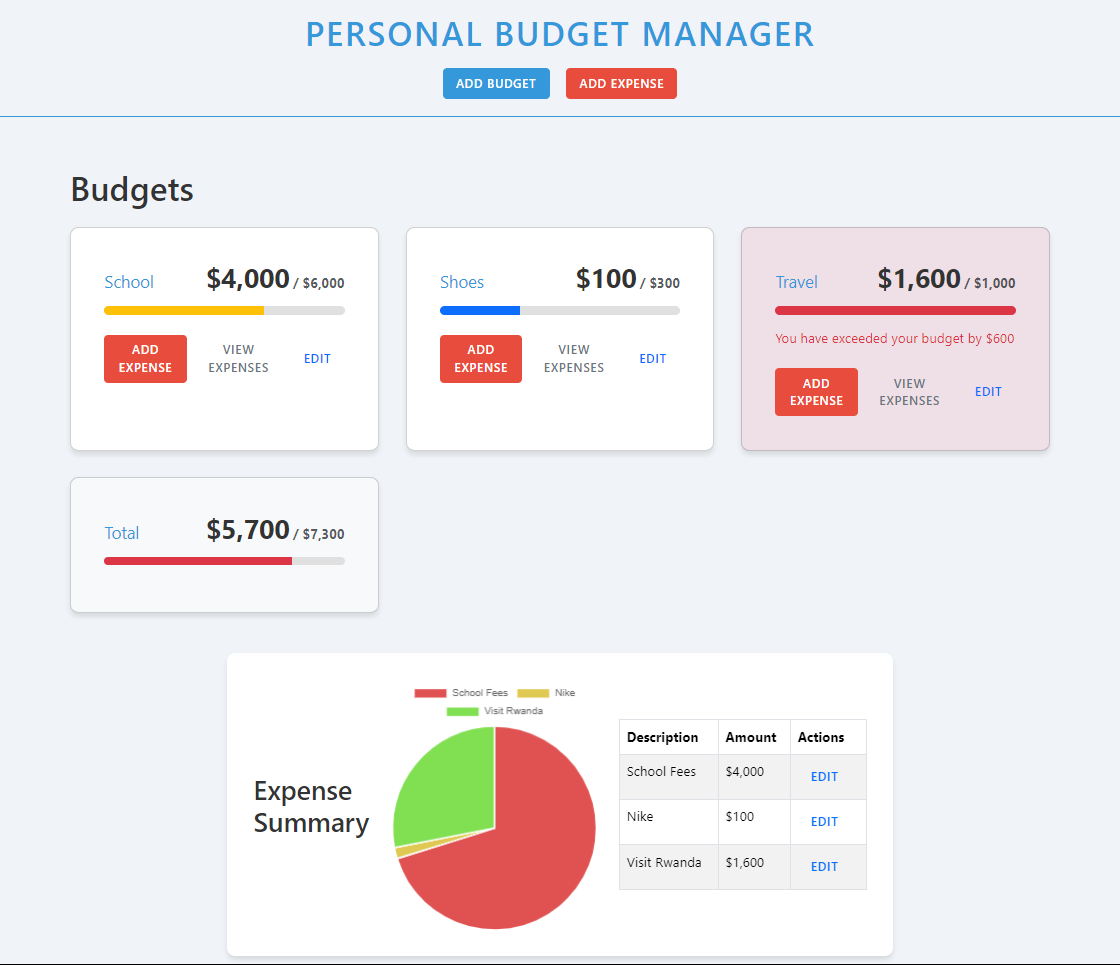 PERSONAL BUDGET MANAGER
ADD BUDGET ADD EXPENSE
Budgets
School $4,000 / $6,000
ADD EXPENSE VIEW EXPENSES EDIT
Shoes $100 / $300
ADD EXPENSE VIEW EXPENSES EDIT
Travel $1,600 / $1,000
You have exceeded your budget by $600
ADD EXPENSE VIEW EXPENSES EDIT
Total $5,700 / $7,300
Expense
Summary
School Fees Nike
Visit Rwanda
Description Amount Actions
School Fees $4,000 EDIT
Nike $100 EDIT
Visit Rwanda $1,600 EDIT